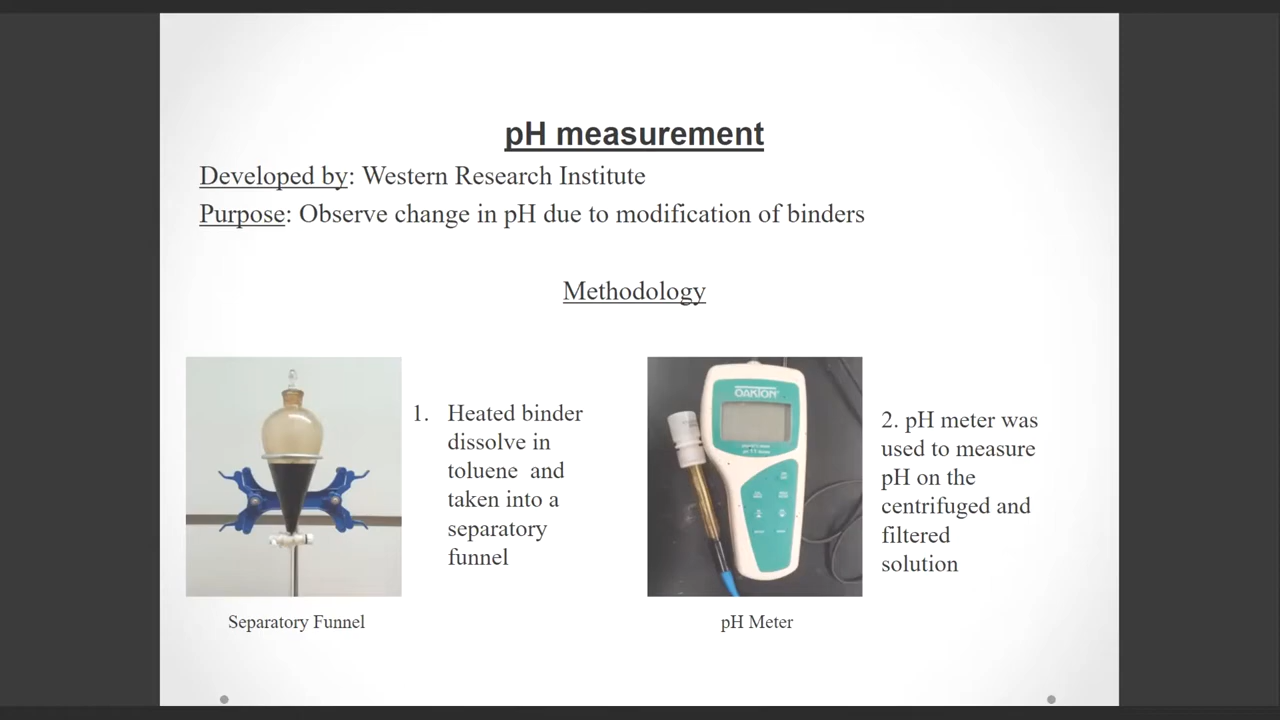 pH measurement
Developed by: Western Research Institute
Purpose: Observe change in pH due to modification of binders
Methodology
1. Heated binder
dissolve in
toluene and
taken into a
separatory
funnel
OAKTON
2. pH meter was
used to measure
pH on the
centrifuged and
filtered
solution
Separatory Funnel
pH Meter